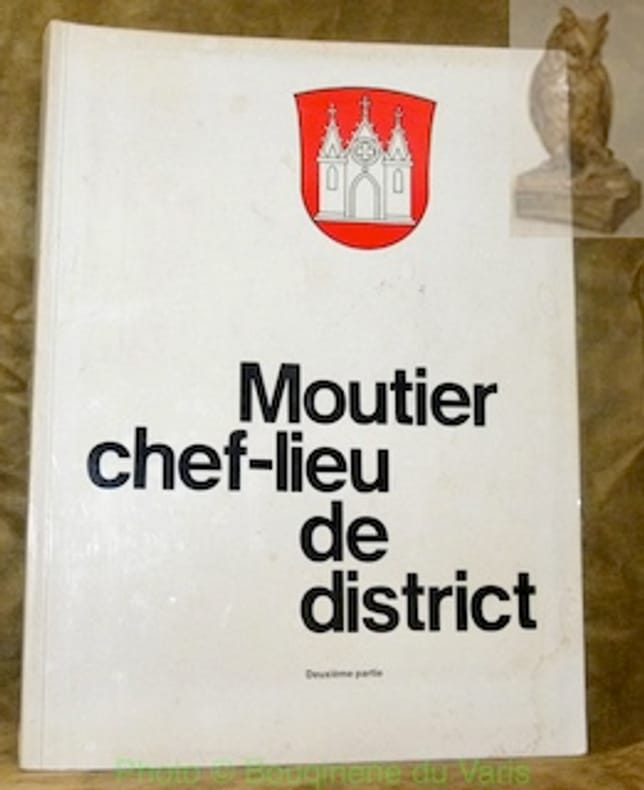 Moutier
chef-lieu
de
district
Deuxième partie
Photo © Bouquinerie du Varis